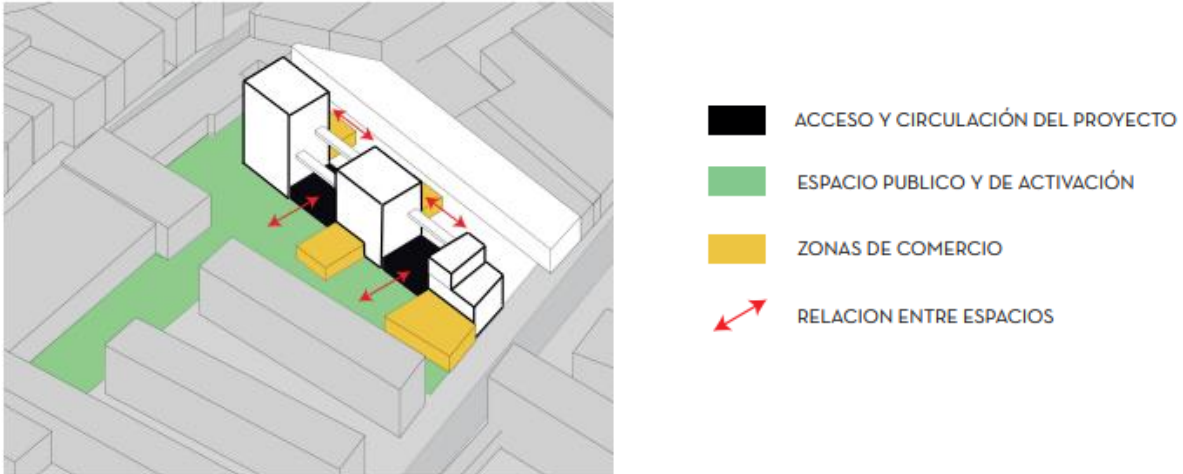 ACCESO Y CIRCULACIÓN DEL PROYECTO
ESPACIO PUBLICO Y DE ACTIVACIÓN
ZONAS DE COMERCIO
RELACION ENTRE ESPACIOS